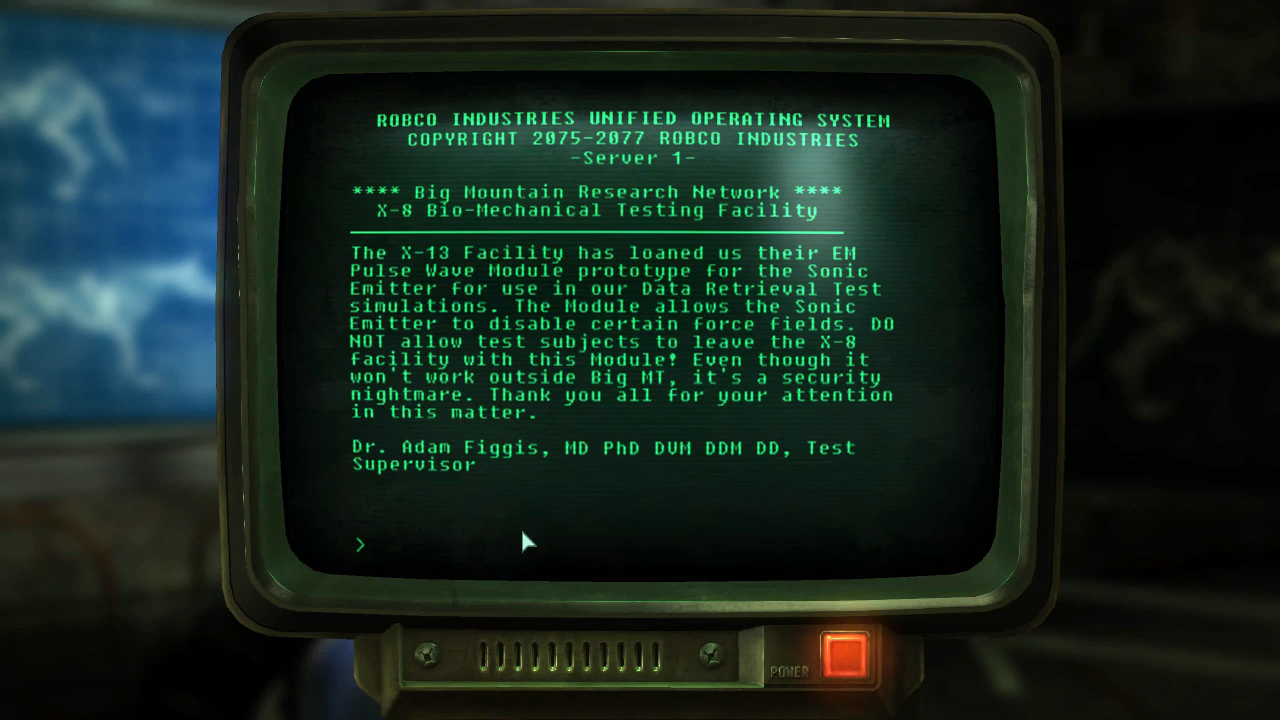 ROBCO INDUSTRIES UNIFIED OPERATING SYSTEM
COPYRIGHT 2075-2077 ROBCO INDUSTRIES
-Server 1-
**** Big Mountain Research Network ****
X-8 Bio-Mechanical Testing Facility
The X-13 Facility has loaned us their EM
Pulse Wave Module prototype for the Sonic
Emitter for use in our Data Retrieval Test
simulations. The Module allows the Sonic
Emitter to disable certain force fields. DO
NOT allow test subjects to leave the X-8
facility with this Module! Even though it
won't work outside Big MT, it's a security
nightmare. Thank you all for your attention
in this matter.
Dr. Adam Figgis, MD PhD DVM DDM DD, Test
Supervisor
>
POWER